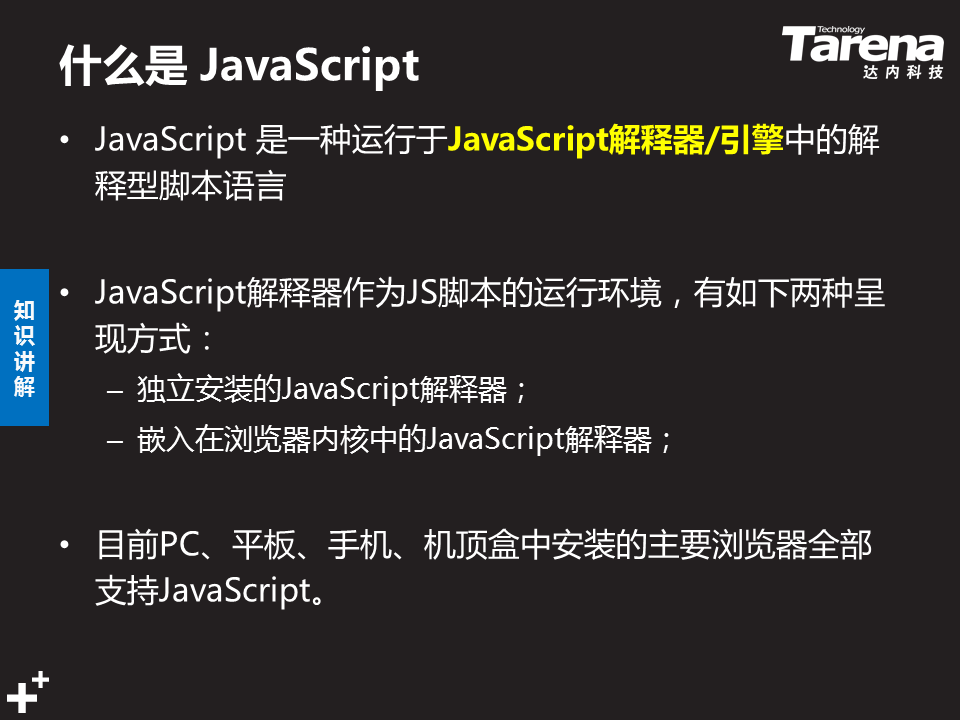 什么是 JavaScript
Technology
Tarena
达内科技
• JavaScript 是一种运行于JavaScript解释器/引擎中的解
释型脚本语言
• JavaScript解释器作为JS脚本的运行环境，有如下两种呈
现方式：
– 独立安装的JavaScript解释器；
– 嵌入在浏览器内核中的JavaScript解释器；
• 目前PC、平板、手机、机顶盒中安装的主要浏览器全部
支持JavaScript。
知
识
讲
解